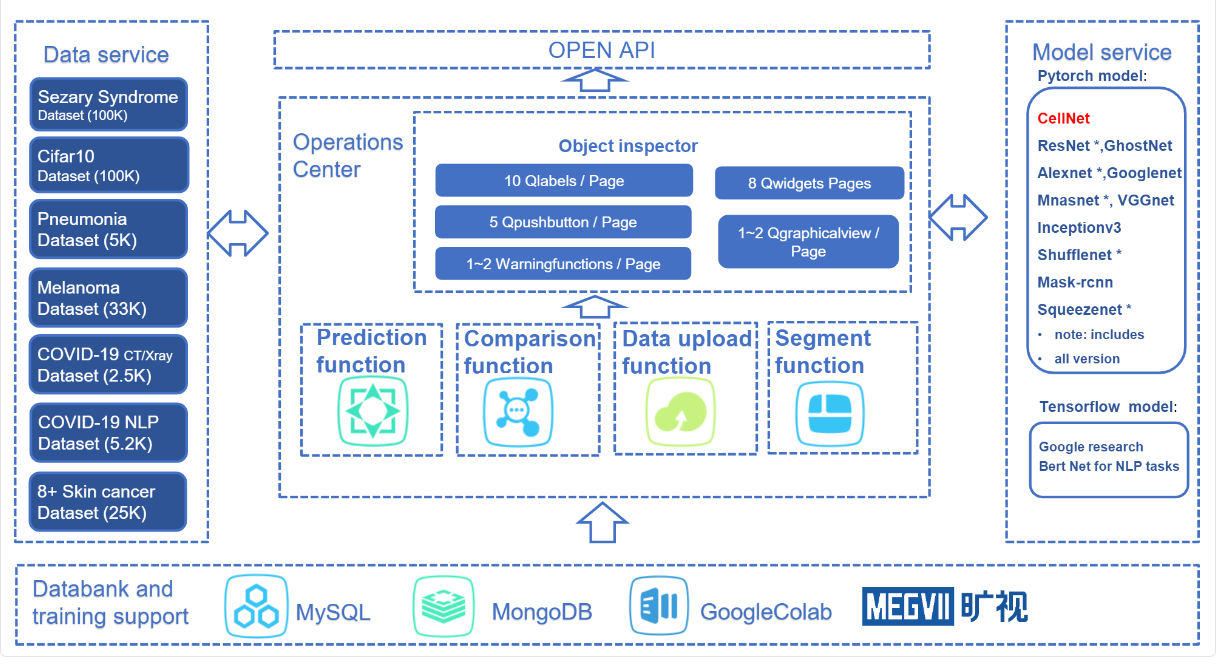 Data service
Sezary Syndrome
Dataset (100K)
Cifar10
Dataset (100K)
Pneumonia
Dataset (5K)
Melanoma
Dataset (33K)
COVID-19 CT/Xray
Dataset (2.5K)
COVID-19 NLP
Dataset (5.2K)
8+ Skin cancer
Dataset (25K)
OPEN API
Operations
Center
Object inspector
10 Qlabels / Page
8 Qwidgets Pages
5 Qpushbutton / Page
1~2 Qgraphicalview /
Page
1~2 Warningfunctions / Page
Prediction
function
Comparison
function
Data upload
function
Segment
function
Model service
Pytorch model:
CellNet
ResNet *,GhostNet
Alexnet *,Googlenet
Mnasnet *, VGGnet
Inceptionv3
Shufflenet *
Mask-rcnn
Squeezenet *
• note: includes
• all version
Tensorflow model:
Google research
Bert Net for NLP tasks
Databank and
training support
MySQL
MongoDB
GoogleColab
MEGVII 旷视